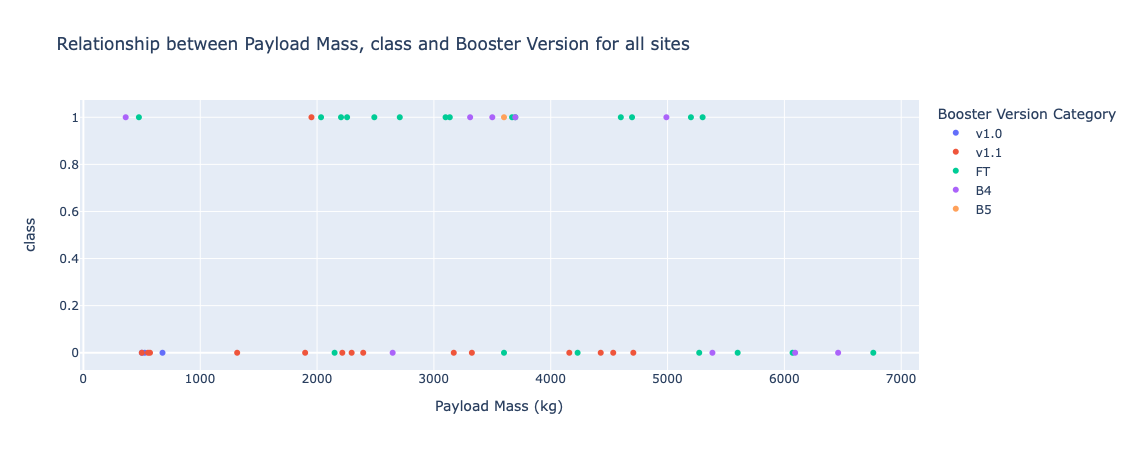 Relationship between Payload Mass, class and Booster Version for all sites
1
0.8
0.6
0.4
0.2
0
class
0 1000 2000 3000 4000 5000 6000 7000
Payload Mass (kg)
Booster Version Category
v1.0
v1.1
FT
B4
B5